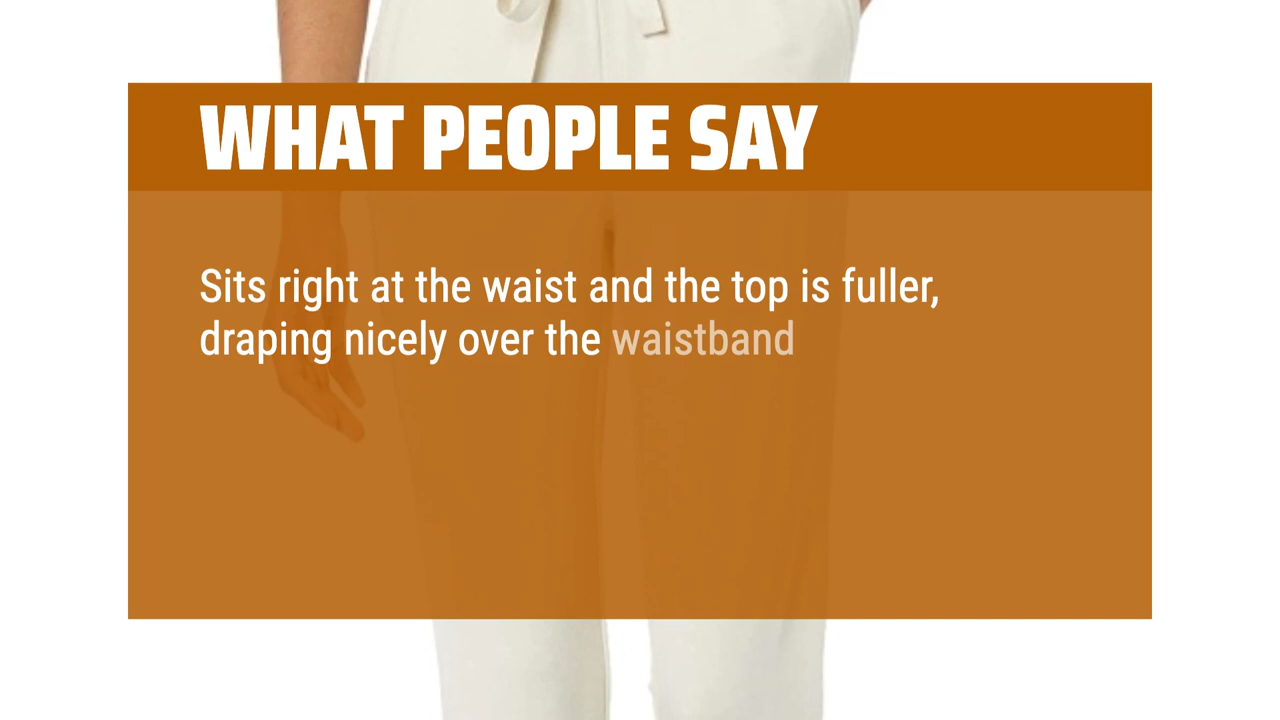 WHAT PEOPLE SAY
Sits right at the waist and the top is fuller,
draping nicely over the waistband